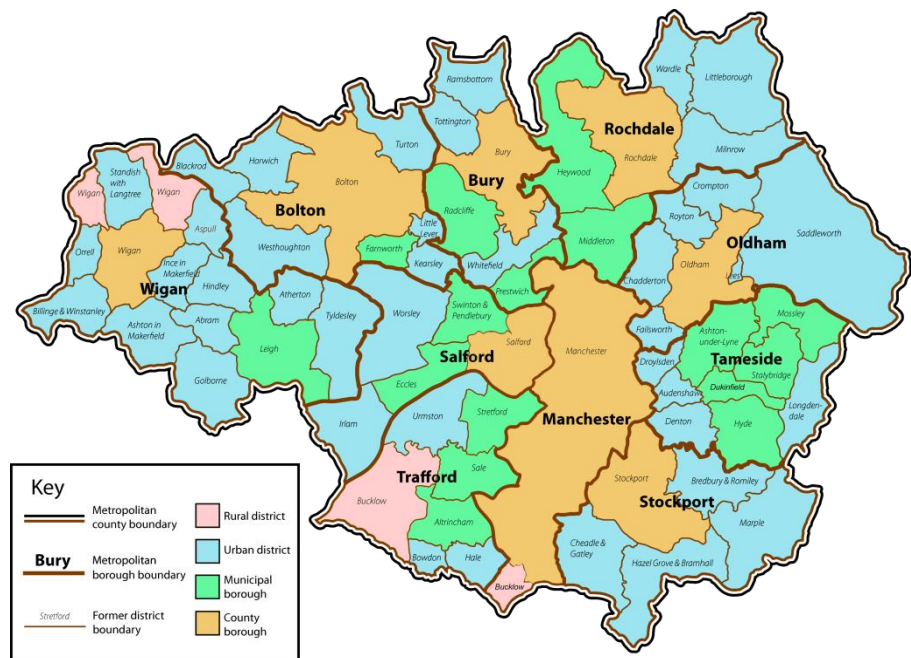 Ramsbottom
Wardle
Littleborough
Tottington
Turton
Rochdale
Horwich
Bury
Rochdale
Milnrow
Blackrod
Standish
with
Langtree
Wigan
Wigan
Bolton
Bury
Heywood
Crompton
Aspull
Bolton
Radcliffe
Royton
Saddleworth
Little
Lever
Middleton
Oldham
Orrell
Wigan
Westhoughton
Farnworth
Whitefield
Oldham
Lees
Ince in
Makerfield
Kearsley
Chadderton
Wigan
Hindley
Atherton
Prestwich
Billinge & Winstanley
Abram
Tyldesley
Worsley
Swinton &
Pendlebury
Mossley
Ashton in
Makerfield
Failsworth
Ashton-
under-Lyne
Leigh
Salford
Salford
Manchester
Droylsden
Tameside
Stalybridge
Golborne
Eccles
Dukinfield
Audenshaw
Longden-
dale
Stretford
Irlam
Urmston
Manchester
Denton
Hyde
Trafford
Sale
Stockport
Bredbury & Romiley
Bucklow
Stockport
Altrincham
Marple
Bowdon
Hale
Cheadle &
Gatley
Hazel Grove & Bramhall
Bucklow
Key
Metropolitan
county boundary
Rural district
Bury
Metropolitan
borough boundary
Urban district
Municipal
borough
Stretford
Former district
boundary
County
borough